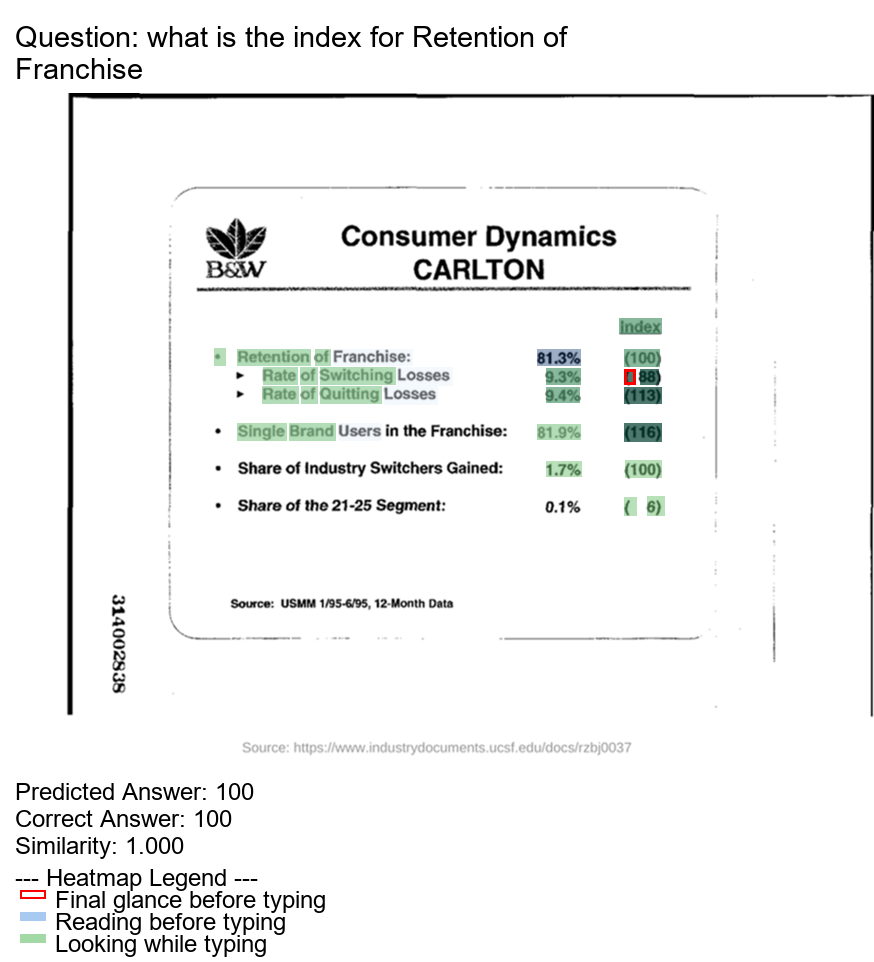 Question: what is the index for Retention of
Franchise
B&W
Consumer Dynamics
CARLTON
Index
• Retention of Franchise: 81.3% (100)
► Rate of Switching Losses 9.3% ( 88)
► Rate of Quitting Losses 9.4% (113)
• Single Brand Users in the Franchise: 81.9% (116)
• Share of Industry Switchers Gained: 1.7% (100)
• Share of the 21-25 Segment: 0.1% ( 6)
Source: USMM 1/95-6/95, 12-Month Data
314002838
Source: https://www.industrydocuments.ucsf.edu/docs/rzbj0037
Predicted Answer: 100
Correct Answer: 100
Similarity: 1.000
--- Heatmap Legend ---
Final glance before typing
Reading before typing
Looking while typing